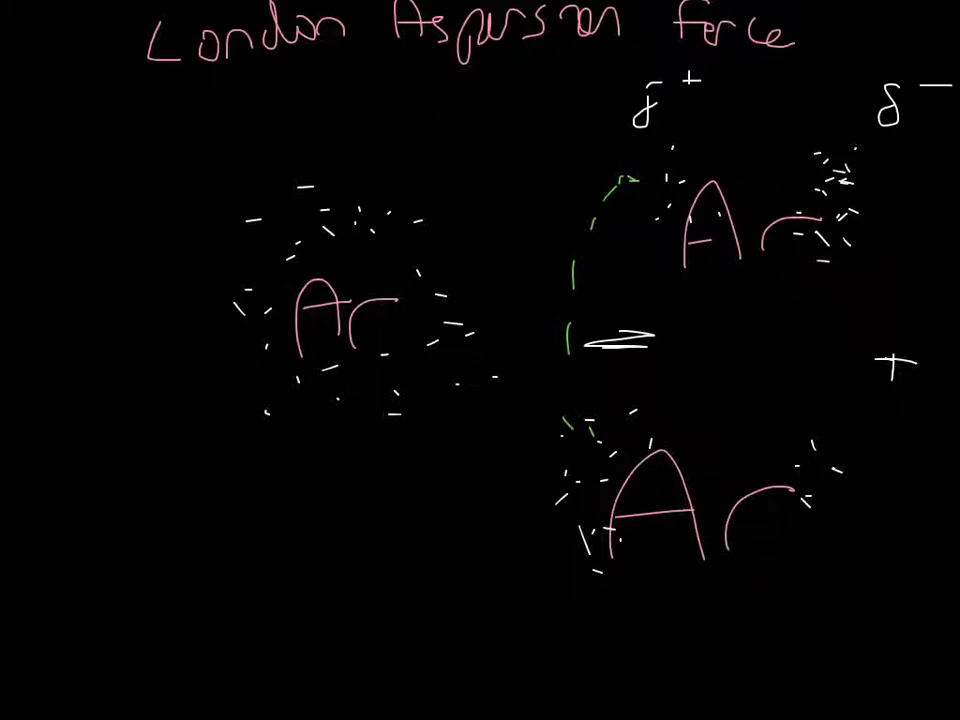 London Dispersion Force
δ+ δ−
Ar
Ar
+
Ar